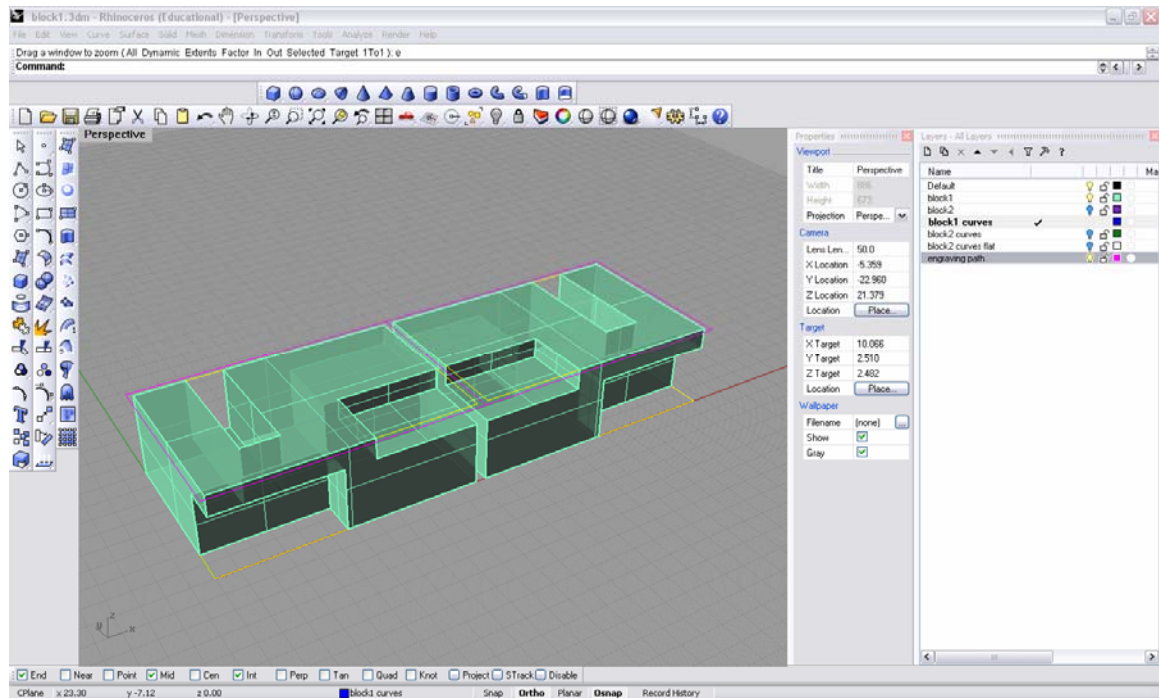 block1.3dm - Rhinoceros (Educational) - [Perspective]
File Edit View Curve Surface Solid Mesh Dimension Transform Tools Analyze Render Help
Drag a window to zoom ( All Dynamic Extents Factor In Out Selected Target 1To1 ): e
Command:
Perspective
Properties
Viewport
Title Perspective
Width 886
Height 673
Projection Perspe...
Camera
Lens Len... 50.0
X Location -5.359
Y Location -22.960
Z Location 21.379
Location Place...
Target
X Target 10.066
Y Target 2.510
Z Target 2.482
Location Place...
Wallpaper
Filename (none) ...
Show
Gray
Layers - All Layers
Name Ma
Default
block1
block2
block1 curves
block2 curves
block2 curves flat
engraving path
z
y x
End Near Point Mid Cen Int Perp Tan Quad Knot Project STrack Disable
CPlane x 23.30 y -7.12 z 0.00 block1 curves Snap Ortho Planar Osnap Record History